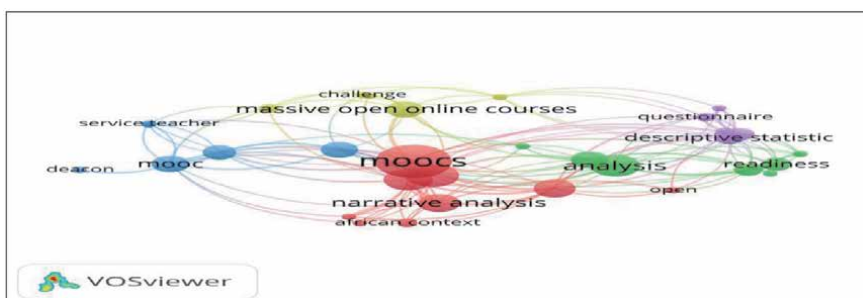 challenge
massive open online courses
questionnaire
service teacher
descriptive statistic
moocs
mooc
analysis
readiness
deacon
open
narrative analysis
african context
VOSviewer